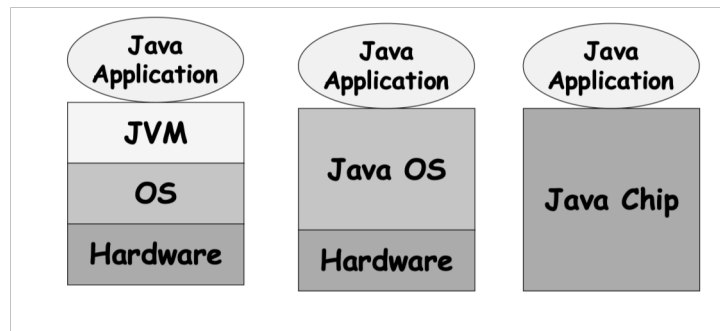 Java
Application
JVM
OS
Hardware
Java
Application
Java OS
Hardware
Java
Application
Java Chip